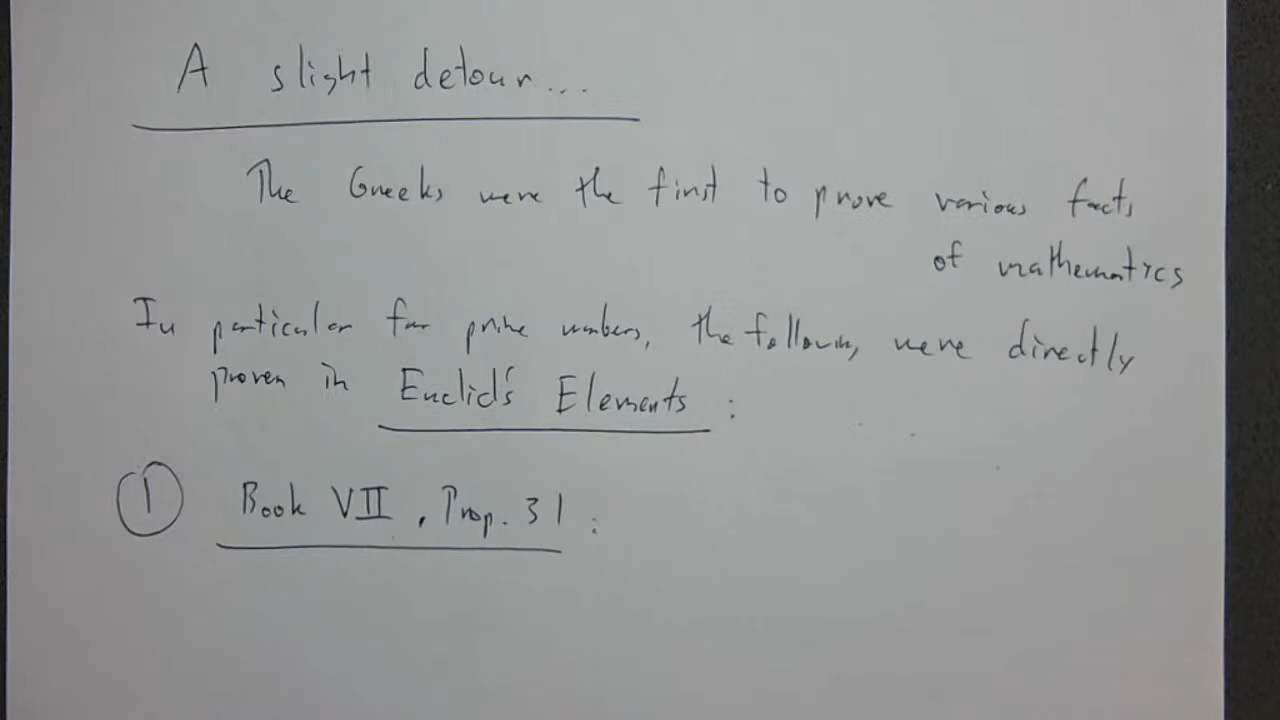 A slight detour...
The Greeks were the first to prove various facts
of mathematics
In particular for prime numbers, the following were directly
proven in Euclid's Elements :
① Book VII, Prop. 31 :